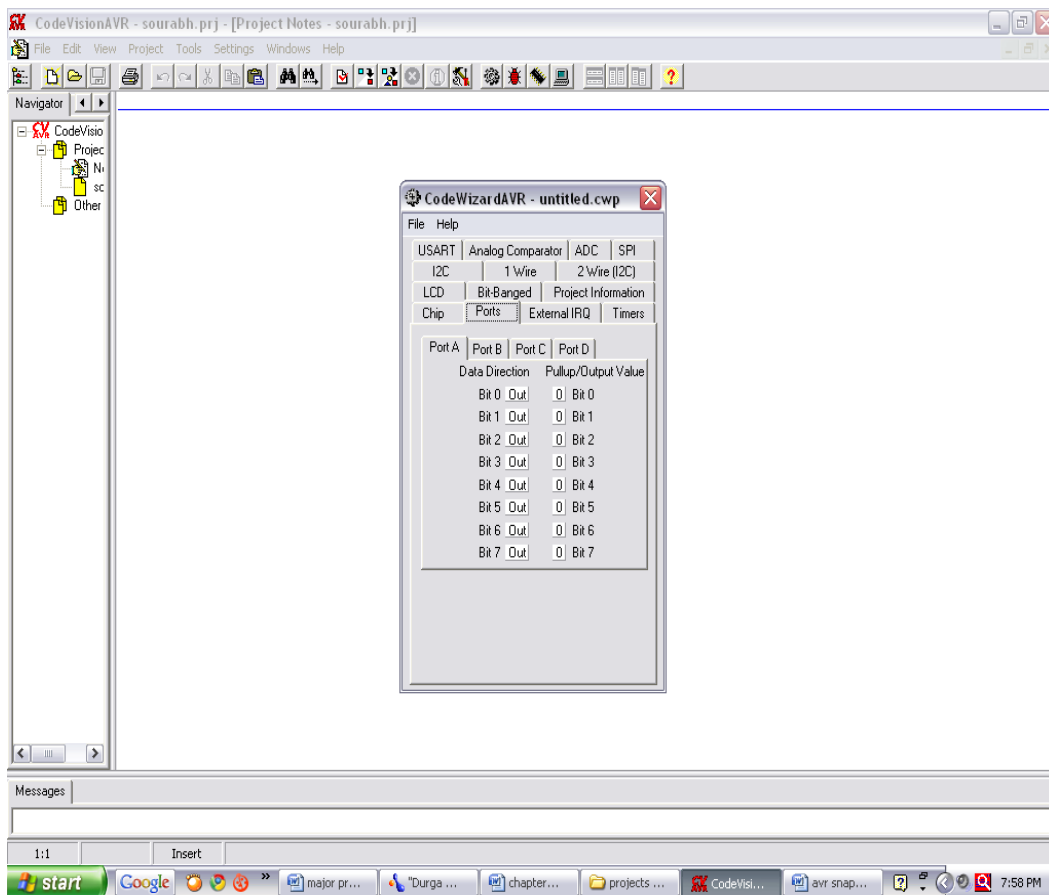 CodeVisionAVR - sourabh.prj - [Project Notes - sourabh.prj]
File Edit View Project Tools Settings Windows Help
Navigator
CodeVisio
Projec
No
sc
Other
CodeWizardAVR - untitled.cwp
File Help
USART Analog Comparator ADC SPI
I2C 1 Wire 2 Wire (I2C)
LCD Bit-Banged Project Information
Chip Ports External IRQ Timers
Port A Port B Port C Port D
Data Direction Pullup/Output Value
Bit 0 Out 0 Bit 0
Bit 1 Out 0 Bit 1
Bit 2 Out 0 Bit 2
Bit 3 Out 0 Bit 3
Bit 4 Out 0 Bit 4
Bit 5 Out 0 Bit 5
Bit 6 Out 0 Bit 6
Bit 7 Out 0 Bit 7
Messages
1:1 Insert
start Google » major pr... "Durga ... chapter... projects ... CodeVisi... avr snap... 7:58 PM